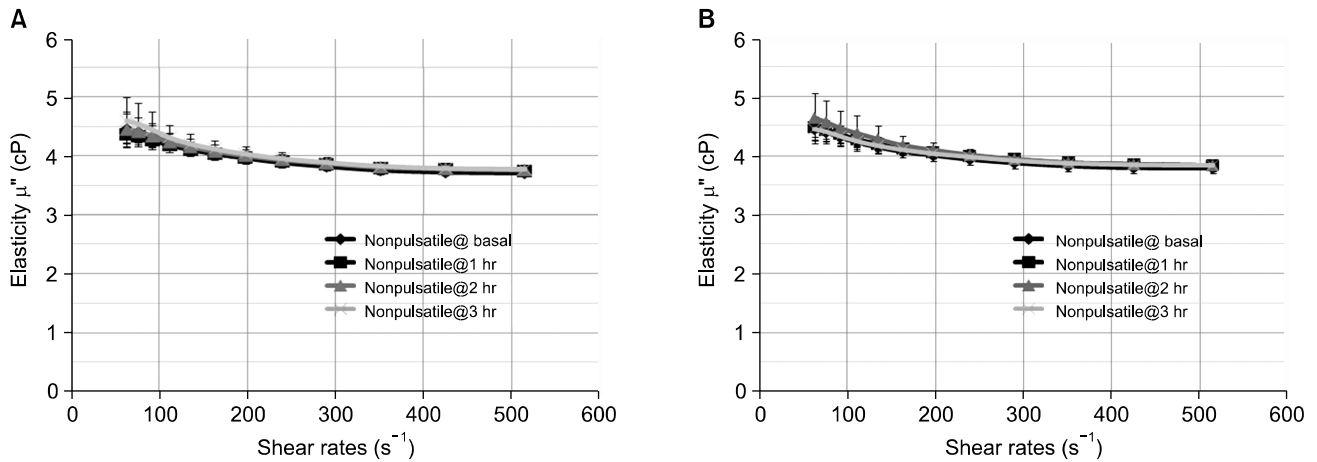 A
6
5
4
3
2
1
0
Elasticity μ" (cP)
0 100 200 300 400 500 600
Shear rates (s⁻¹)
Nonpulsatile@ basal
Nonpulsatile@1 hr
Nonpulsatile@2 hr
Nonpulsatile@3 hr
B
6
5
4
3
2
1
0
Elasticity μ" (cP)
0 100 200 300 400 500 600
Shear rates (s⁻¹)
Nonpulsatile@ basal
Nonpulsatile@1 hr
Nonpulsatile@2 hr
Nonpulsatile@3 hr